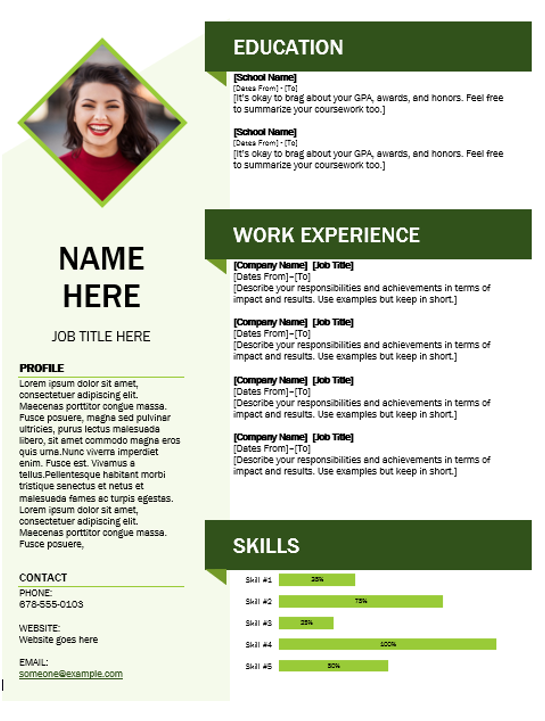 NAME
HERE
JOB TITLE HERE
PROFILE
Lorem ipsum dolor sit amet,
consectetuer adipiscing elit.
Maecenas porttitor congue massa.
Fusce posuere, magna sed pulvinar
ultricies, purus lectus malesuada
libero, sit amet commodo magna eros
quis urna.Nunc viverra imperdiet
enim. Fusce est. Vivamus a
tellus.Pellentesque habitant morbi
tristique senectus et netus et
malesuada fames ac turpis egestas.
Lorem ipsum dolor sit amet,
consectetuer adipiscing elit.
Maecenas porttitor congue massa.
Fusce posuere,
CONTACT
PHONE:
678-555-0103
WEBSITE:
Website goes here
EMAIL:
someone@example.com
EDUCATION
[School Name]
[Dates From] - [To]
[It's okay to brag about your GPA, awards, and honors. Feel free
to summarize your coursework too.]
[School Name]
[Dates From] - [To]
[It's okay to brag about your GPA, awards, and honors. Feel free
to summarize your coursework too.]
WORK EXPERIENCE
[Company Name] [Job Title]
[Dates From]–[To]
[Describe your responsibilities and achievements in terms of
impact and results. Use examples but keep in short.]
[Company Name] [Job Title]
[Dates From]–[To]
[Describe your responsibilities and achievements in terms of
impact and results. Use examples but keep in short.]
[Company Name] [Job Title]
[Dates From]–[To]
[Describe your responsibilities and achievements in terms of
impact and results. Use examples but keep in short.]
[Company Name] [Job Title]
[Dates From]–[To]
[Describe your responsibilities and achievements in terms of
impact and results. Use examples but keep in short.]
SKILLS
Skill #1 35%
Skill #2 75%
Skill #3 25%
Skill #4 100%
Skill #5 50%